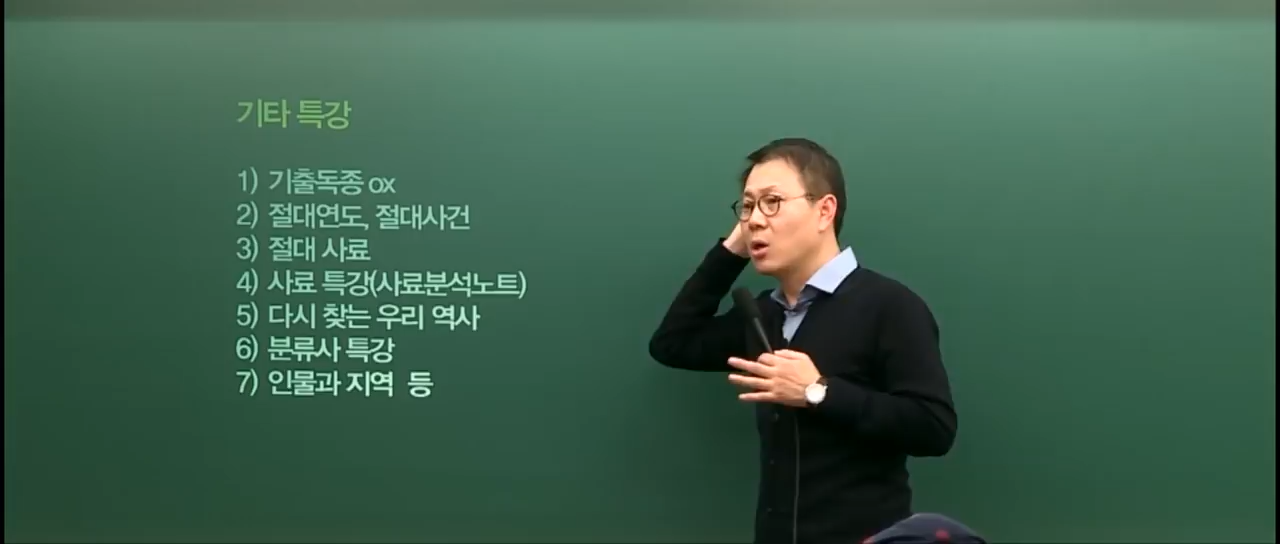 기타 특강
1) 기출독종 ox
2) 절대연도, 절대사건
3) 절대 사료
4) 사료 특강(사료분석노트)
5) 다시 찾는 우리 역사
6) 분류사 특강
7) 인물과 지역 등